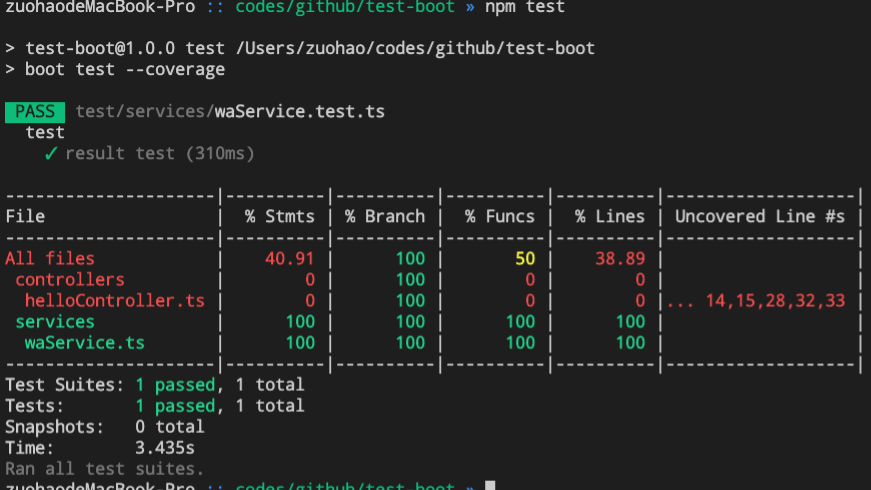 zuohaodeMacBook-Pro :: codes/github/test-boot » npm test
> test-boot@1.0.0 test /Users/zuohao/codes/github/test-boot
> boot test --coverage
PASS test/services/waService.test.ts
test
✓ result test (310ms)
--------------------|----------|----------|----------|----------|-------------------|
File | % Stmts | % Branch | % Funcs | % Lines | Uncovered Line #s |
--------------------|----------|----------|----------|----------|-------------------|
All files | 40.91 | 100 | 50 | 38.89 | |
controllers | 0 | 100 | 0 | 0 | |
helloController.ts | 0 | 100 | 0 | 0 |... 14,15,28,32,33 |
services | 100 | 100 | 100 | 100 | |
waService.ts | 100 | 100 | 100 | 100 | |
--------------------|----------|----------|----------|----------|-------------------|
Test Suites: 1 passed, 1 total
Tests: 1 passed, 1 total
Snapshots: 0 total
Time: 3.435s
Ran all test suites.
zuohaodeMacBook-Pro :: codes/github/test-boot »